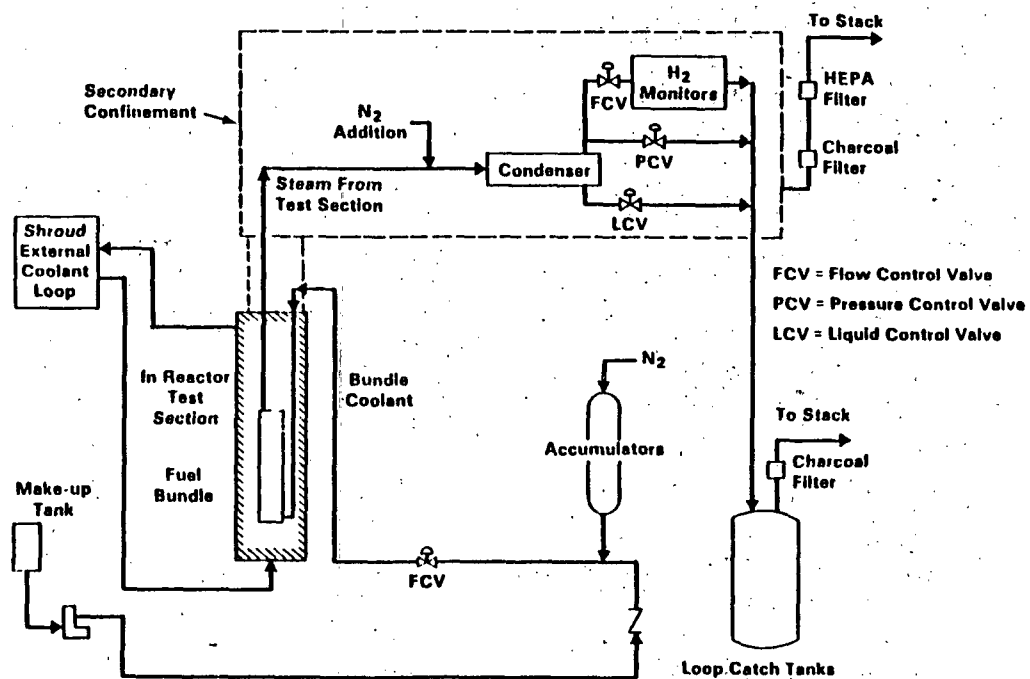 To Stack
HEPA
Filter
Charcoal
Filter
Secondary
Confinement
N2
Addition
FCV
H2
Monitors
PCV
Condenser
LCV
Steam From
Test Section
Shroud
External
Coolant
Loop
FCV = Flow Control Valve
PCV = Pressure Control Valve
LCV = Liquid Control Valve
In Reactor
Test
Section
Bundle
Coolant
N2
Accumulators
To Stack
Charcoal
Filter
Fuel
Bundle
Make-up
Tank
FCV
Loop Catch Tanks